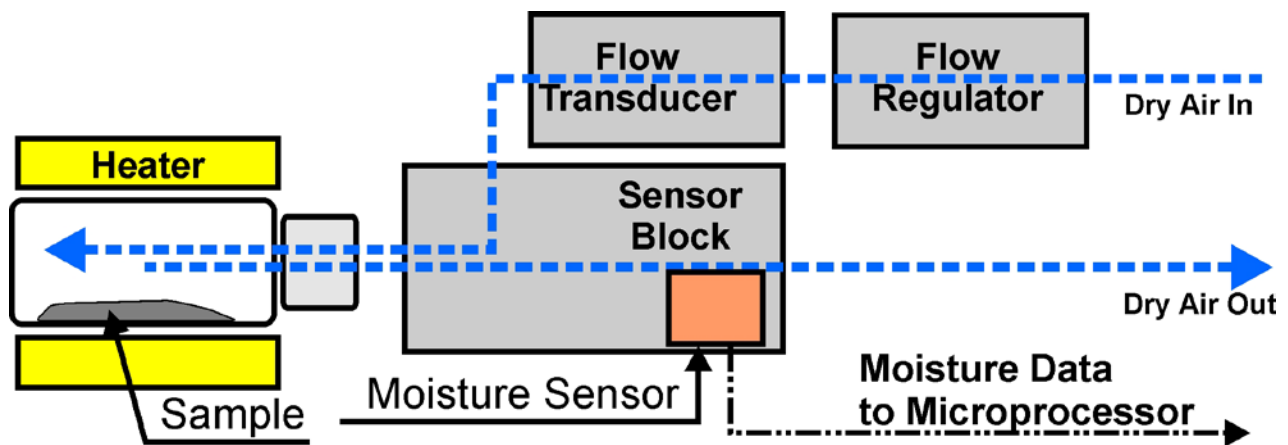 Flow
Transducer
Flow
Regulator
Dry Air In
Heater
Sensor
Block
Dry Air Out
Sample
Moisture Sensor
Moisture Data
to Microprocessor